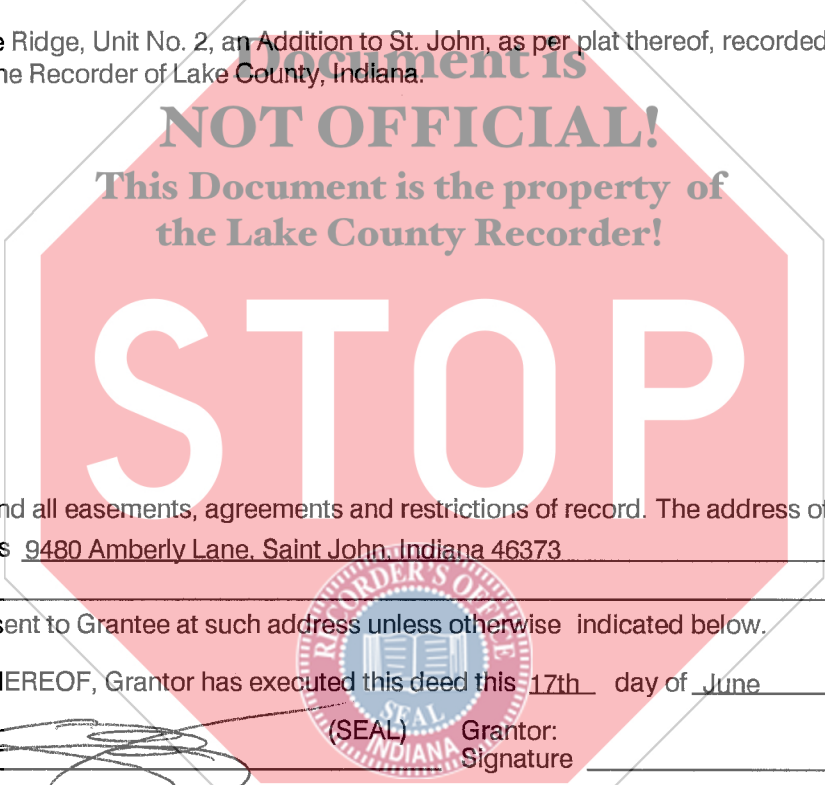 e Ridge, Unit No. 2, an Addition to St. John, as per plat thereof, recorded
Document is
ne Recorder of Lake County, Indiana.
NOT OFFICIAL!
This Document is the property of
the Lake County Recorder!
STOP
nd all easements, agreements and restrictions of record. The address of
s 9480 Amberly Lane, Saint John, Indiana 46373
RECORDER'S OFFICE
sent to Grantee at such address unless otherwise indicated below.
EREOF, Grantor has executed this deed this 17th day of June
SEAL
(SEAL) Grantor:
INDIANA
Signature